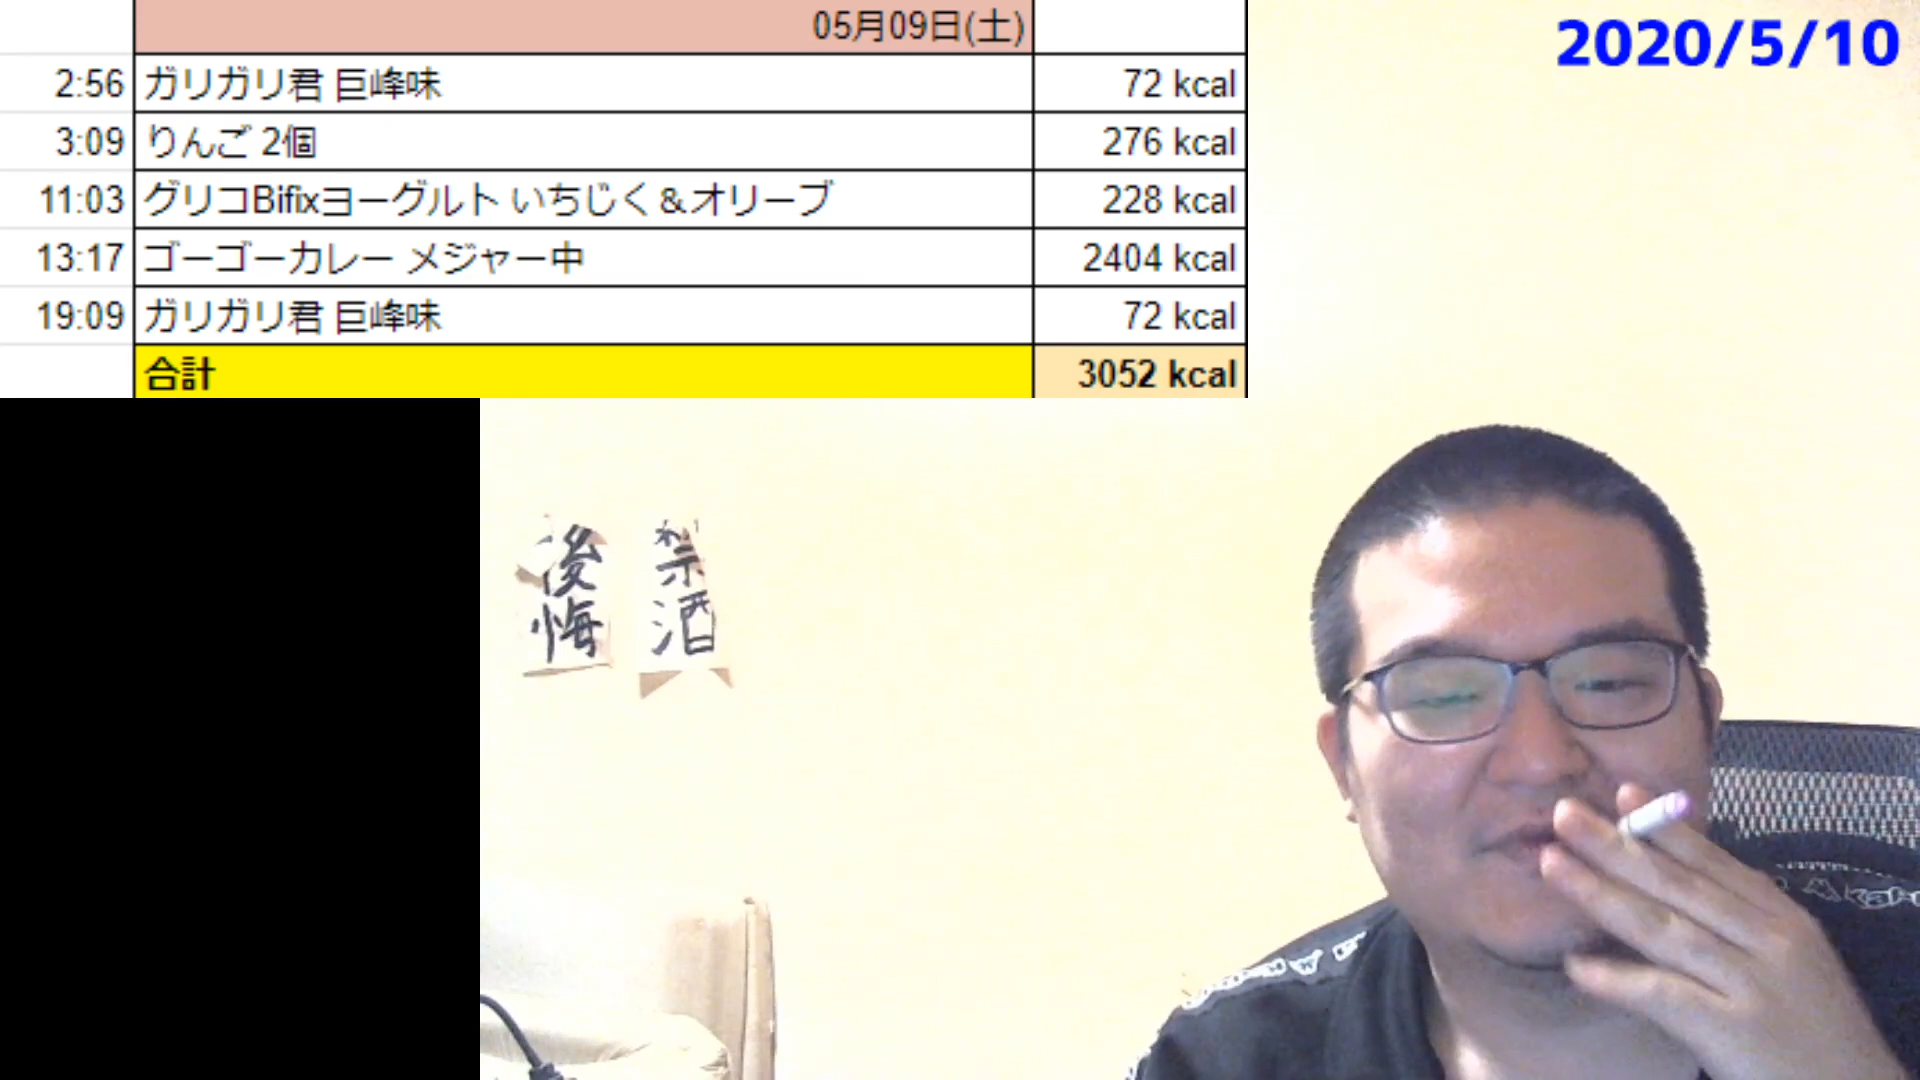 05月09日(土)
2020/5/10
2:56 ガリガリ君 巨峰味 72 kcal
3:09 りんご 2個 276 kcal
11:03 グリコBifixヨーグルト いちじく＆オリーブ 228 kcal
13:17 ゴーゴーカレー メジャー中 2404 kcal
19:09 ガリガリ君 巨峰味 72 kcal
合計 3052 kcal
禁酒
後悔